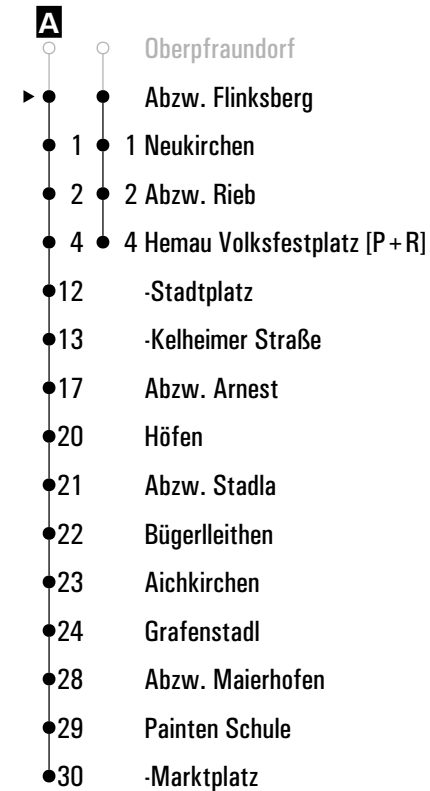 A
Oberpfraundorf
Abzw. Flinksberg
1 1 Neukirchen
2 2 Abzw. Rieb
4 4 Hemau Volksfestplatz [P+R]
12 -Stadtplatz
13 -Kelheimer Straße
17 Abzw. Arnest
20 Höfen
21 Abzw. Stadla
22 Bügerlleithen
23 Aichkirchen
24 Grafenstadl
28 Abzw. Maierhofen
29 Painten Schule
30 -Marktplatz